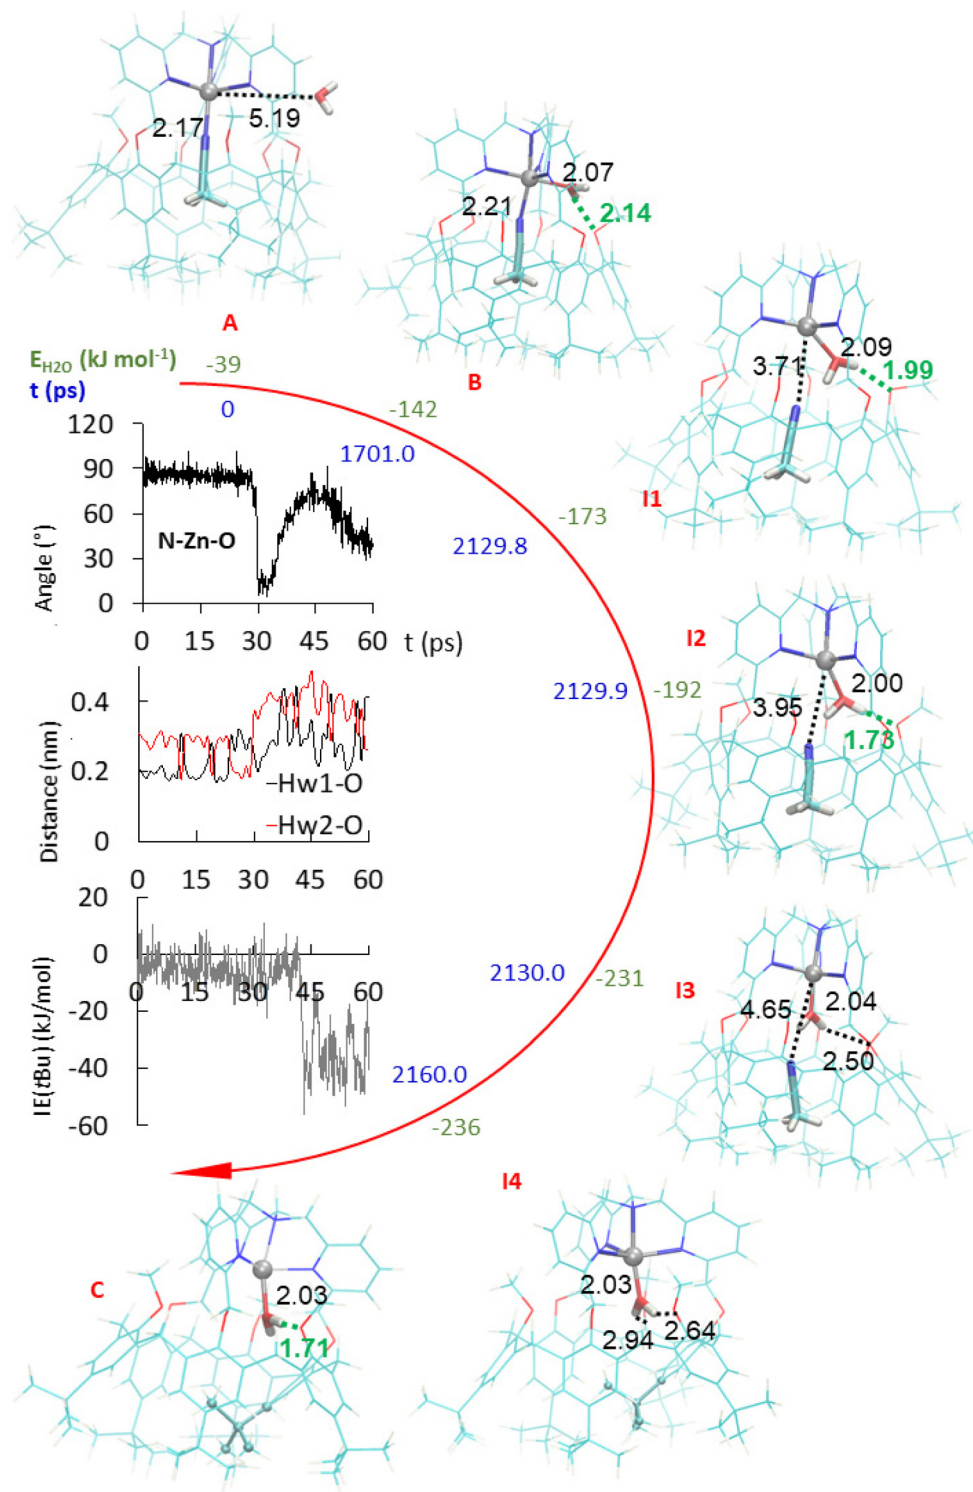 2.17
5.19
A
2.07
2.21
2.14
B
E_H2O (kJ mol⁻¹)
-39
t (ps)
0
-142
1701.0
2.09
3.71
1.99
I1
-173
2129.8
120
90
60
30
0
Angle (°)
N-Zn-O
0 15 30 45 60 t (ps)
I2
2129.9
-192
2.00
3.95
1.73
0.4
0.2
0
Distance (nm)
Hw1-O
Hw2-O
0 15 30 45 60
20
0
-20
-40
-60
IE(tBu) (kJ/mol)
0 15 30 45 60
2130.0
-231
I3
4.65
2.04
2.50
2160.0
-236
I4
C
2.03
1.71
2.03
2.94
2.64